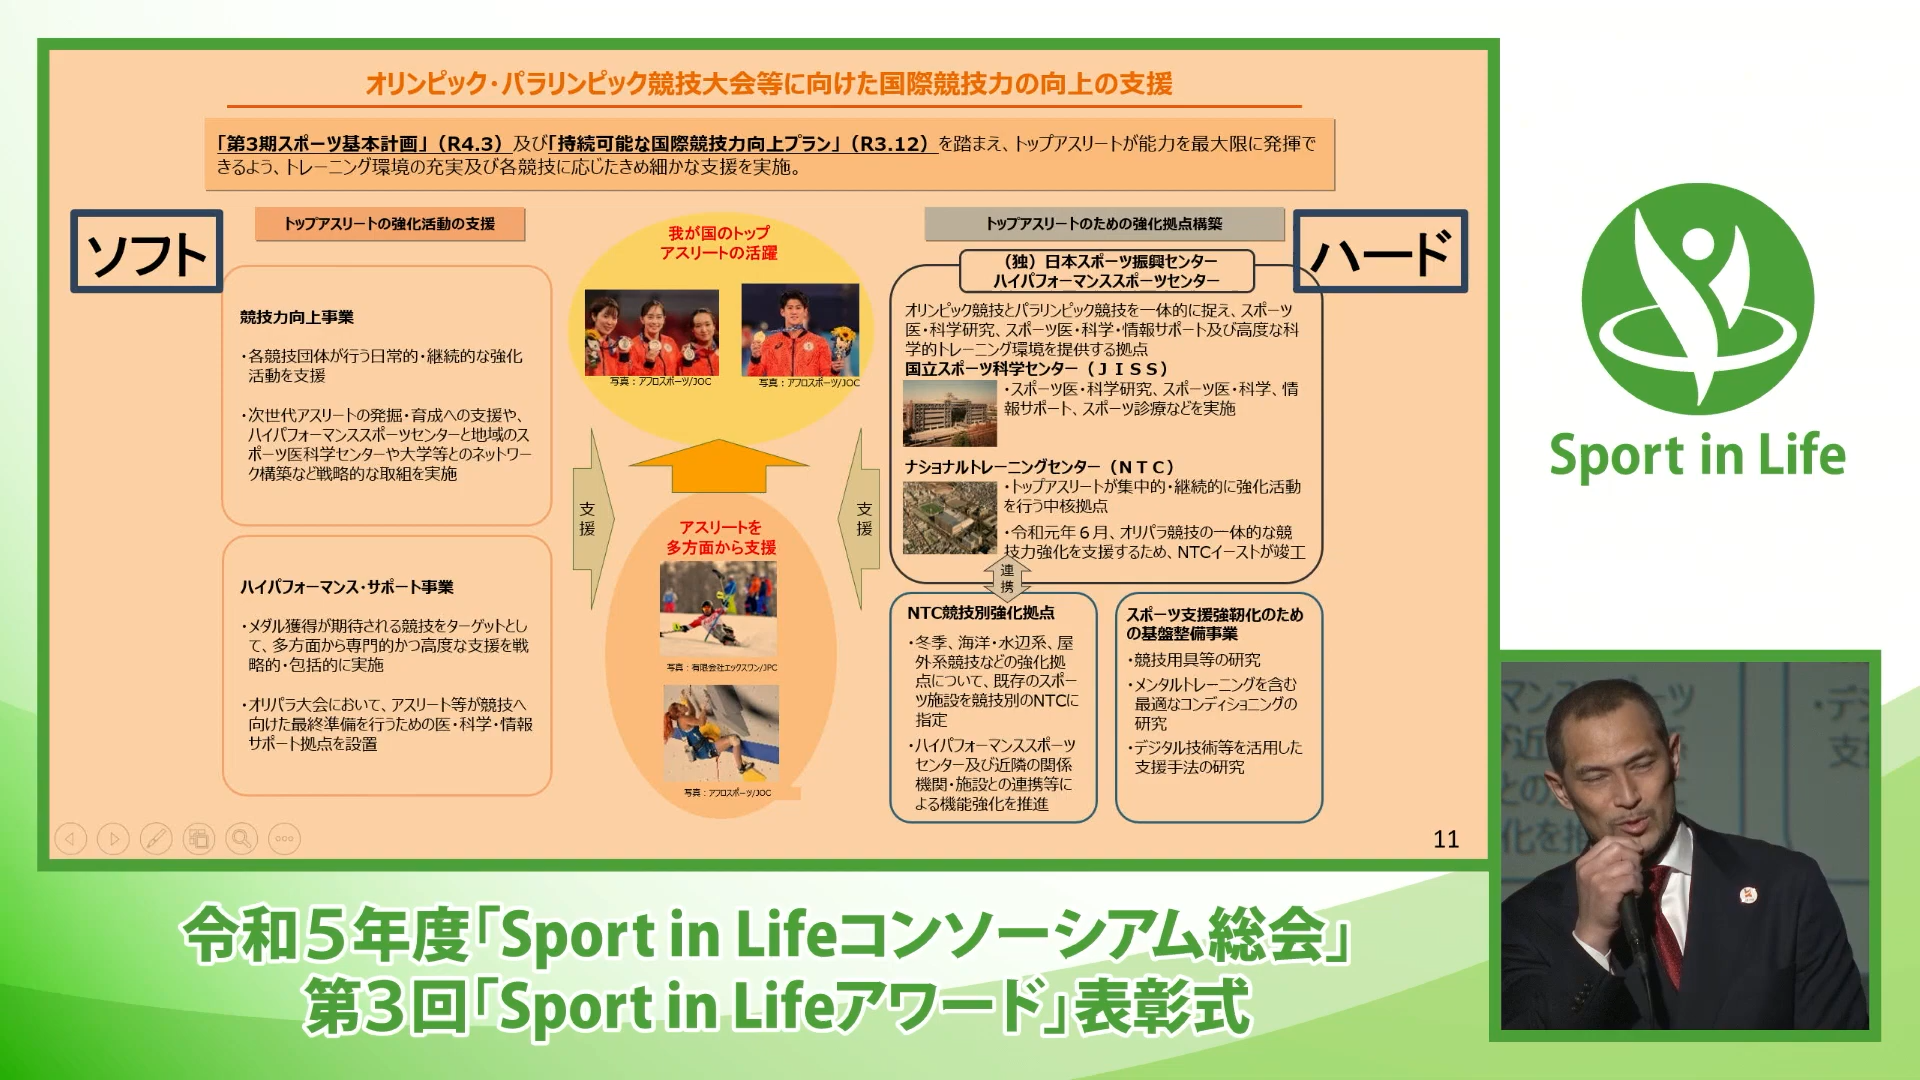 オリンピック・パラリンピック競技大会等に向けた国際競技力の向上の支援
「第3期スポーツ基本計画」（R4.3）及び「持続可能な国際競技力向上プラン」（R3.12）を踏まえ、トップアスリートが能力を最大限に発揮で
きるよう、トレーニング環境の充実及び各競技に応じたきめ細かな支援を実施。
ソフト
トップアスリートの強化活動の支援
競技力向上事業
・各競技団体が行う日常的・継続的な強化
活動を支援
・次世代アスリートの発掘・育成への支援や、
ハイパフォーマンススポーツセンターと地域のス
ポーツ医科学センターや大学等とのネットワー
ク構築など戦略的な取組を実施
ハイパフォーマンス・サポート事業
・メダル獲得が期待される競技をターゲットとし
て、多方面から専門的かつ高度な支援を戦
略的・包括的に実施
・オリパラ大会において、アスリート等が競技へ
向けた最終準備を行うための医・科学・情報
サポート拠点を設置
我が国のトップ
アスリートの活躍
写真：アフロスポーツ/JOC
写真：アフロスポーツ/JOC
支援
支援
アスリートを
多方面から支援
写真：有限会社エックスワン/JPC
写真：アフロスポーツ/JOC
トップアスリートのための強化拠点構築
ハード
（独）日本スポーツ振興センター
ハイパフォーマンススポーツセンター
オリンピック競技とパラリンピック競技を一体的に捉え、スポーツ
医・科学研究、スポーツ医・科学・情報サポート及び高度な科
学的トレーニング環境を提供する拠点
国立スポーツ科学センター（ＪＩＳＳ）
・スポーツ医・科学研究、スポーツ医・科学、情
報サポート、スポーツ診療などを実施
ナショナルトレーニングセンター（ＮＴＣ）
・トップアスリートが集中的・継続的に強化活動
を行う中核拠点
・令和元年６月、オリパラ競技の一体的な競
技力強化を支援するため、NTCイーストが竣工
連携
NTC競技別強化拠点
・冬季、海洋・水辺系、屋
外系競技などの強化拠
点について、既存のスポー
ツ施設を競技別のNTCに
指定
・ハイパフォーマンススポーツ
センター及び近隣の関係
機関・施設との連携等に
よる機能強化を推進
スポーツ支援強靭化のため
の基盤整備事業
・競技用具等の研究
・メンタルトレーニングを含む
最適なコンディショニングの
研究
・デジタル技術等を活用した
支援手法の研究
11
Sport in Life
令和５年度「Sport in Lifeコンソーシアム総会」
第３回「Sport in Lifeアワード」表彰式